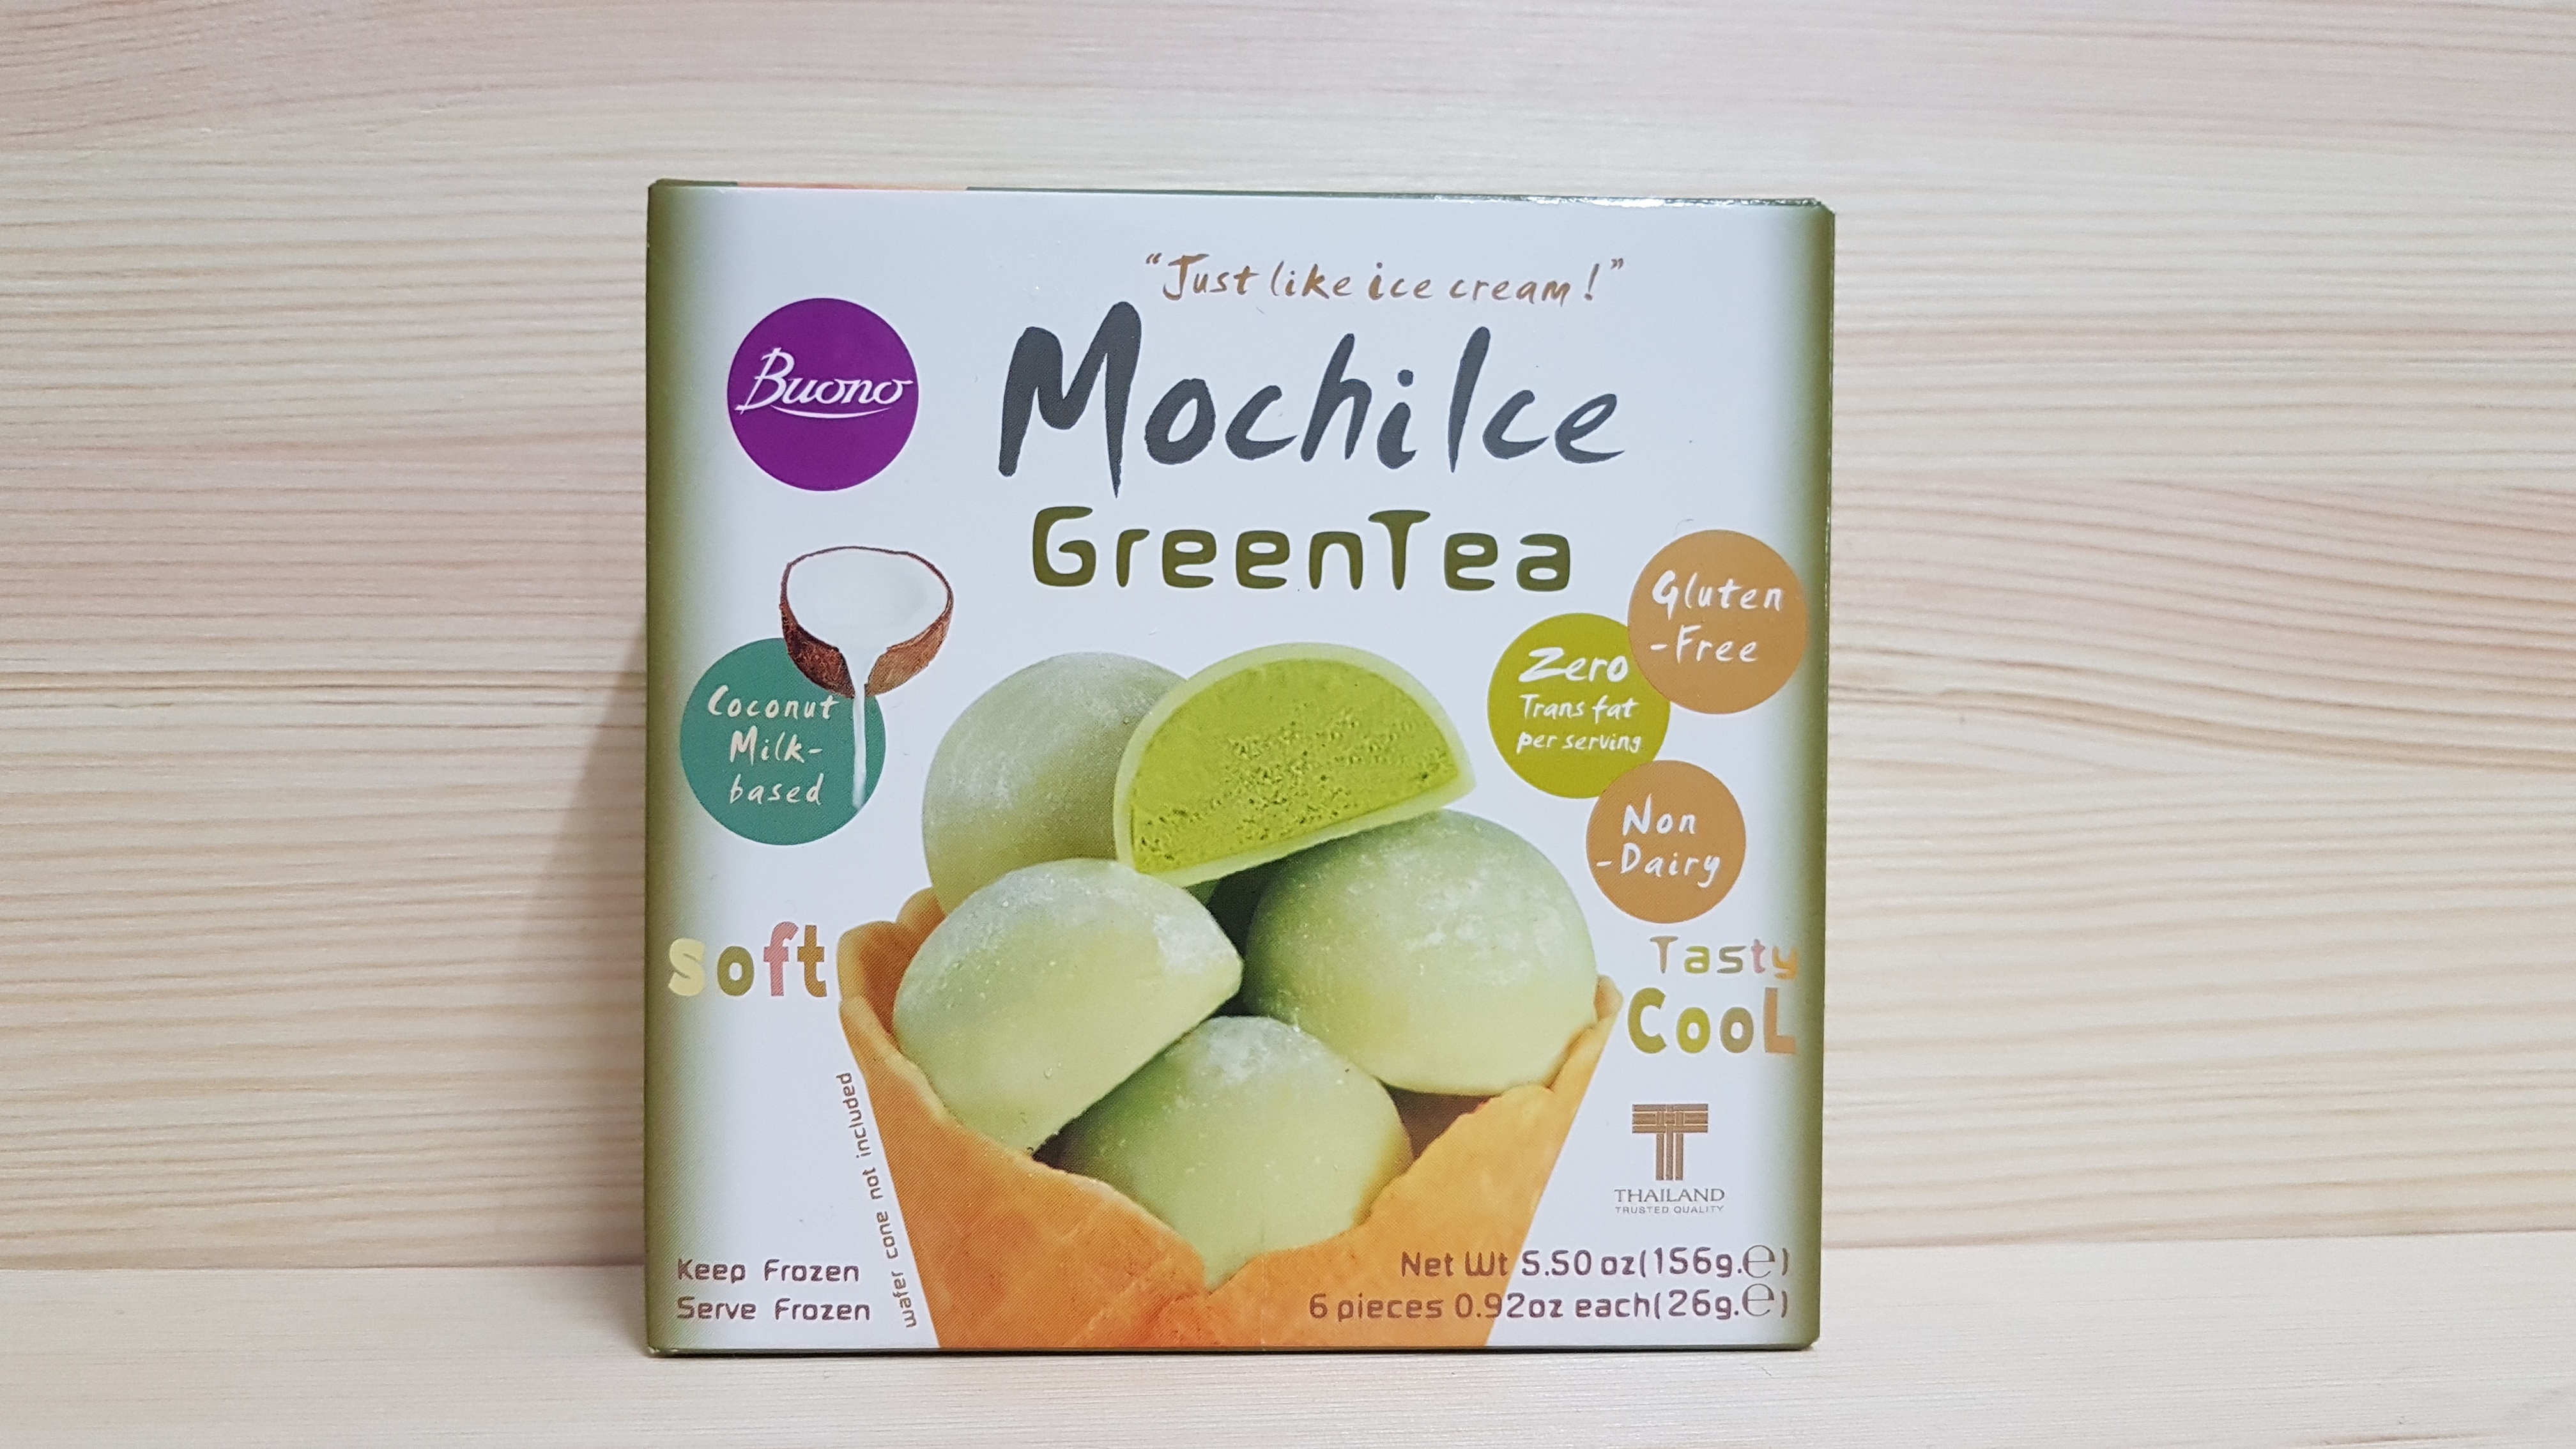 “Just like ice cream!”
Buono
MochiIce
GreenTea
Gluten
-Free
Zero
Trans fat
per serving
Coconut
Milk-
based
Non
-Dairy
Soft
Tasty
CooL
wafer cone not included
THAILAND
TRUSTED QUALITY
Keep Frozen
Serve Frozen
Net Wt 5.50 oz(156g.℮)
6 pieces 0.92oz each(26g.℮)